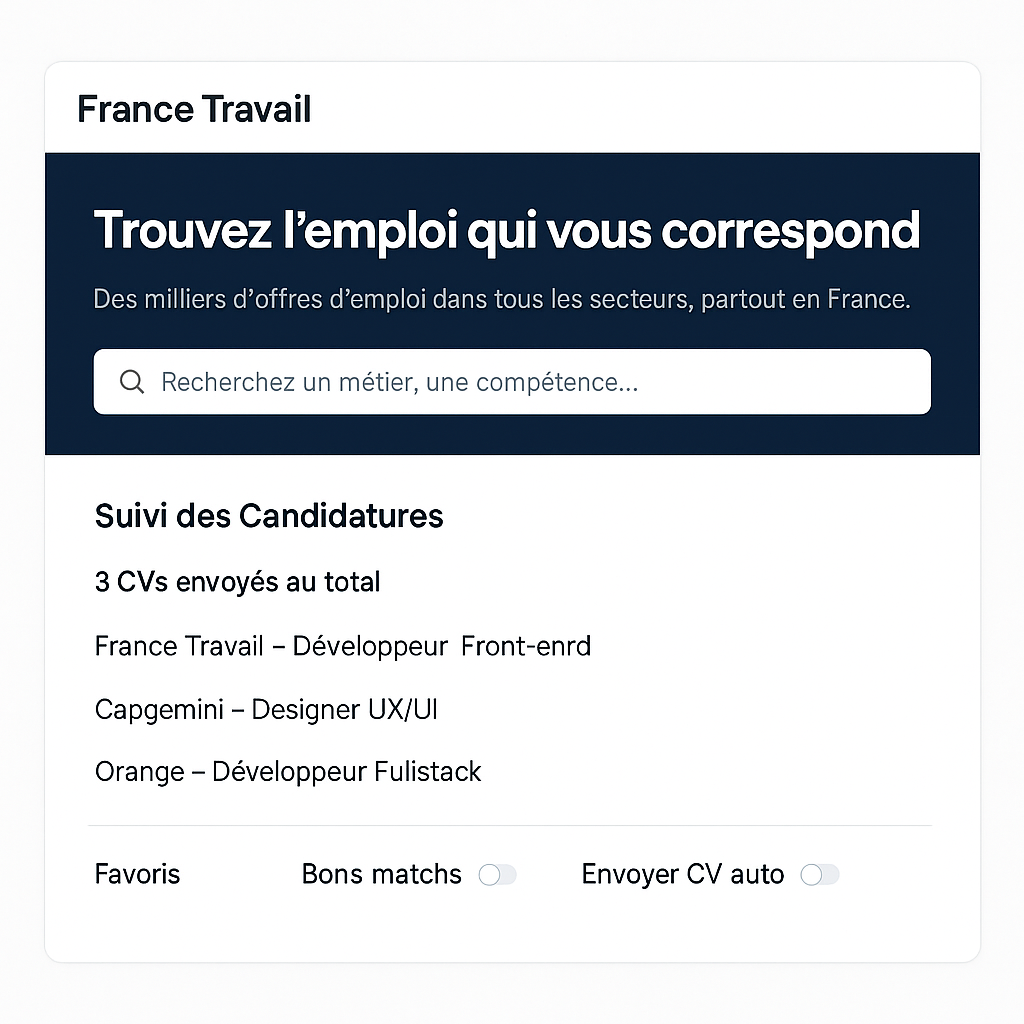 France Travail
Trouvez l’emploi qui vous correspond
Des milliers d’offres d’emploi dans tous les secteurs, partout en France.
Recherchez un métier, une compétence...
Suivi des Candidatures
3 CVs envoyés au total
France Travail – Développeur Front-enrd
Capgemini – Designer UX/UI
Orange – Développeur Fulistack
Favoris Bons matchs Envoyer CV auto